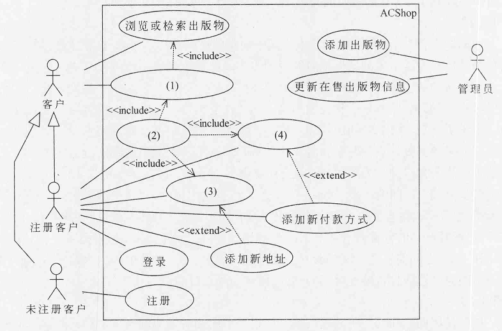 ACShop
浏览或检索出版物
添加出版物
<<include>>
客户
(1)
更新在售出版物信息
管理员
<<include>>
(2)
<<include>>
(4)
<<include>>
<<extend>>
(3)
注册客户
添加新付款方式
<<extend>>
登录
添加新地址
未注册客户
注册